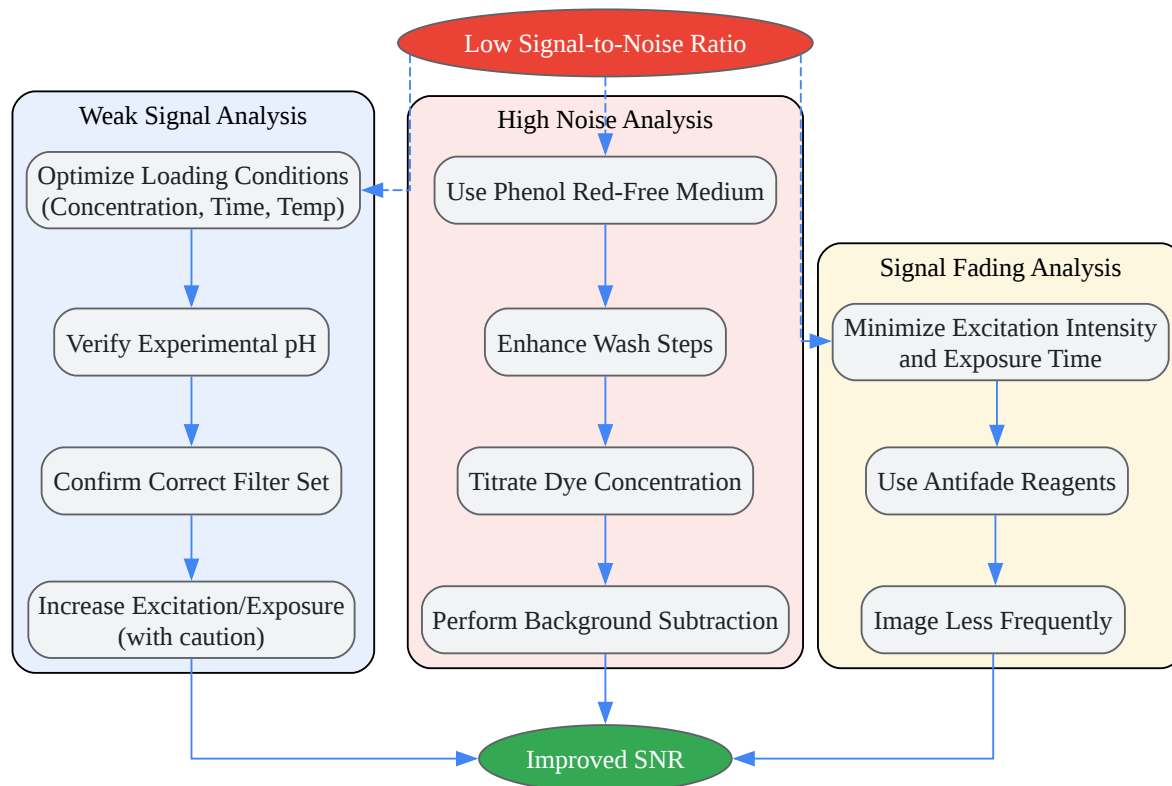 Low Signal-to-Noise Ratio
Weak Signal Analysis
Optimize Loading Conditions
(Concentration, Time, Temp)
Verify Experimental pH
Confirm Correct Filter Set
Increase Excitation/Exposure
(with caution)
High Noise Analysis
Use Phenol Red-Free Medium
Enhance Wash Steps
Titrate Dye Concentration
Perform Background Subtraction
Signal Fading Analysis
Minimize Excitation Intensity
and Exposure Time
Use Antifade Reagents
Image Less Frequently
Improved SNR